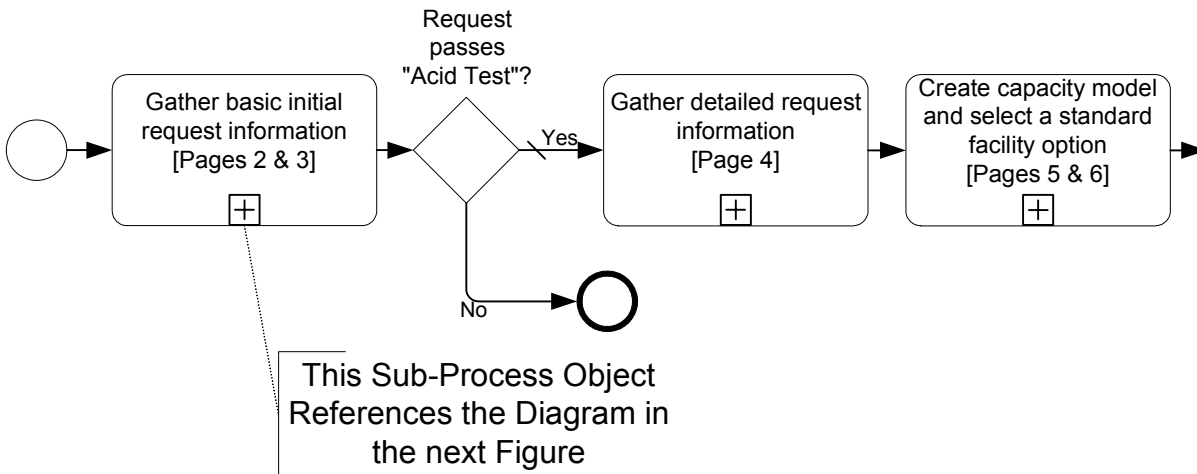 Gather basic initial
request information
[Pages 2 & 3]
Request
passes
"Acid Test"?
Yes
No
Gather detailed request
information
[Page 4]
Create capacity model
and select a standard
facility option
[Pages 5 & 6]
This Sub-Process Object
References the Diagram in
the next Figure